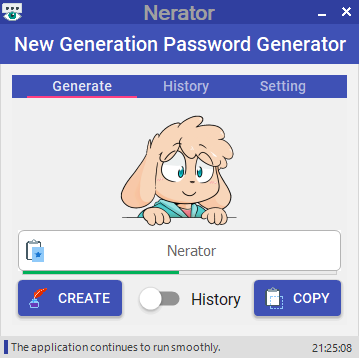 Nerator
New Generation Password Generator
Generate History Setting
Nerator
CREATE History COPY
The application continues to run smoothly. 21:25:08